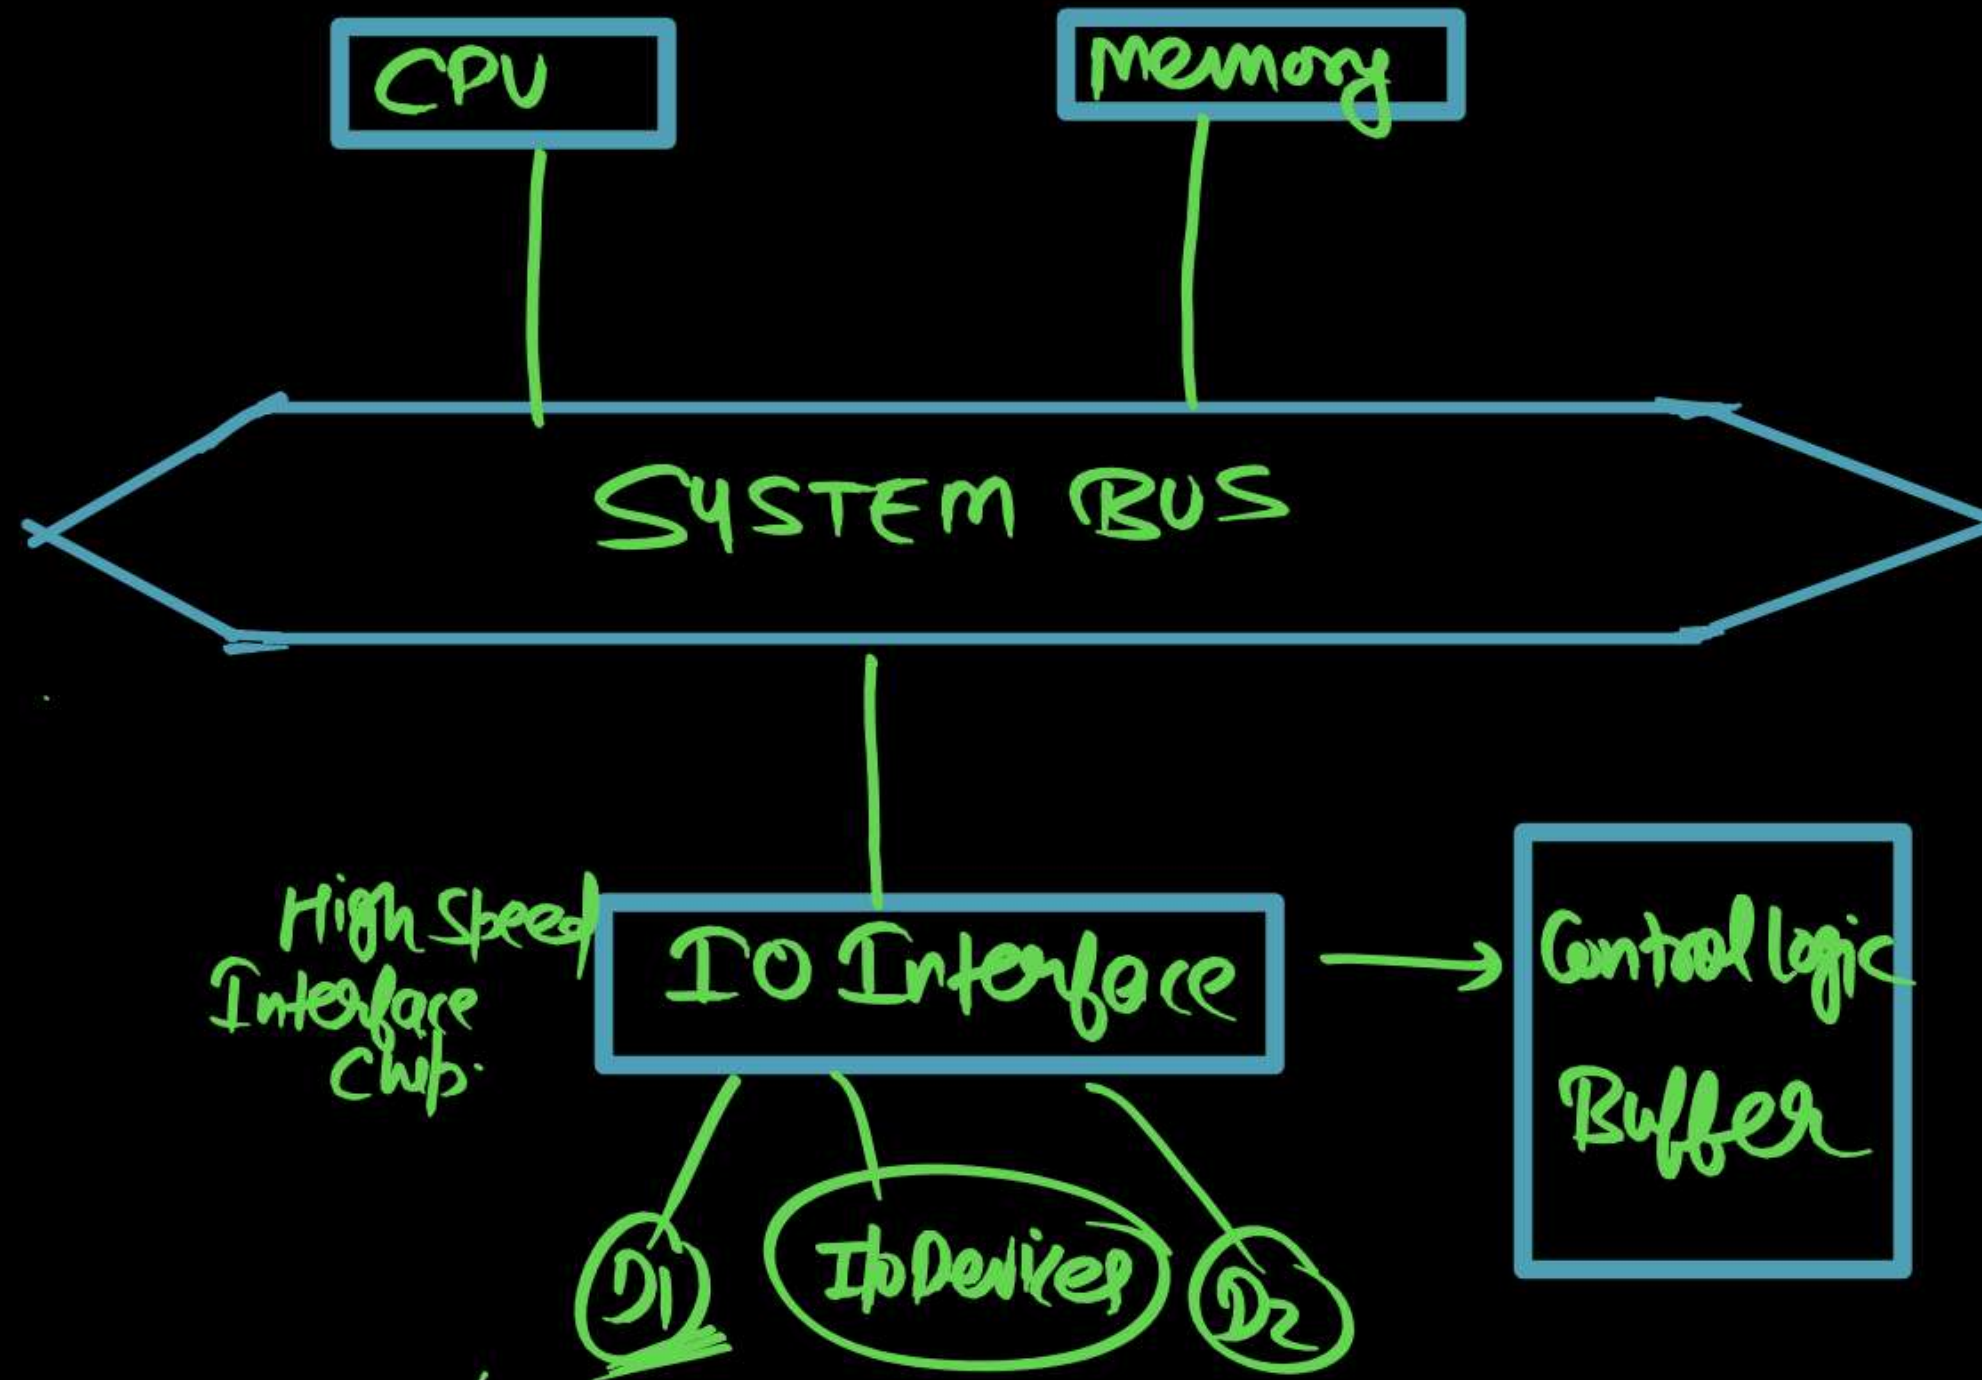 CPU
Memory
SYSTEM BUS
High Speed
Interface
Chip.
IO Interface
Control logic
Buffer
D1
I/o Devices
D2